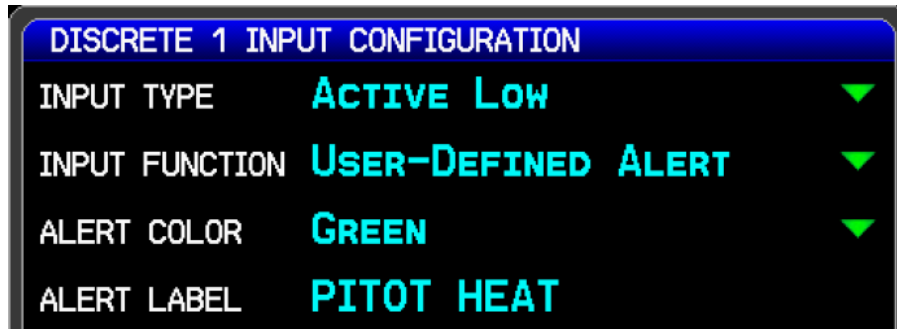 DISCRETE 1 INPUT CONFIGURATION
INPUT TYPE ACTIVE LOW
INPUT FUNCTION USER-DEFINED ALERT
ALERT COLOR GREEN
ALERT LABEL PITOT HEAT